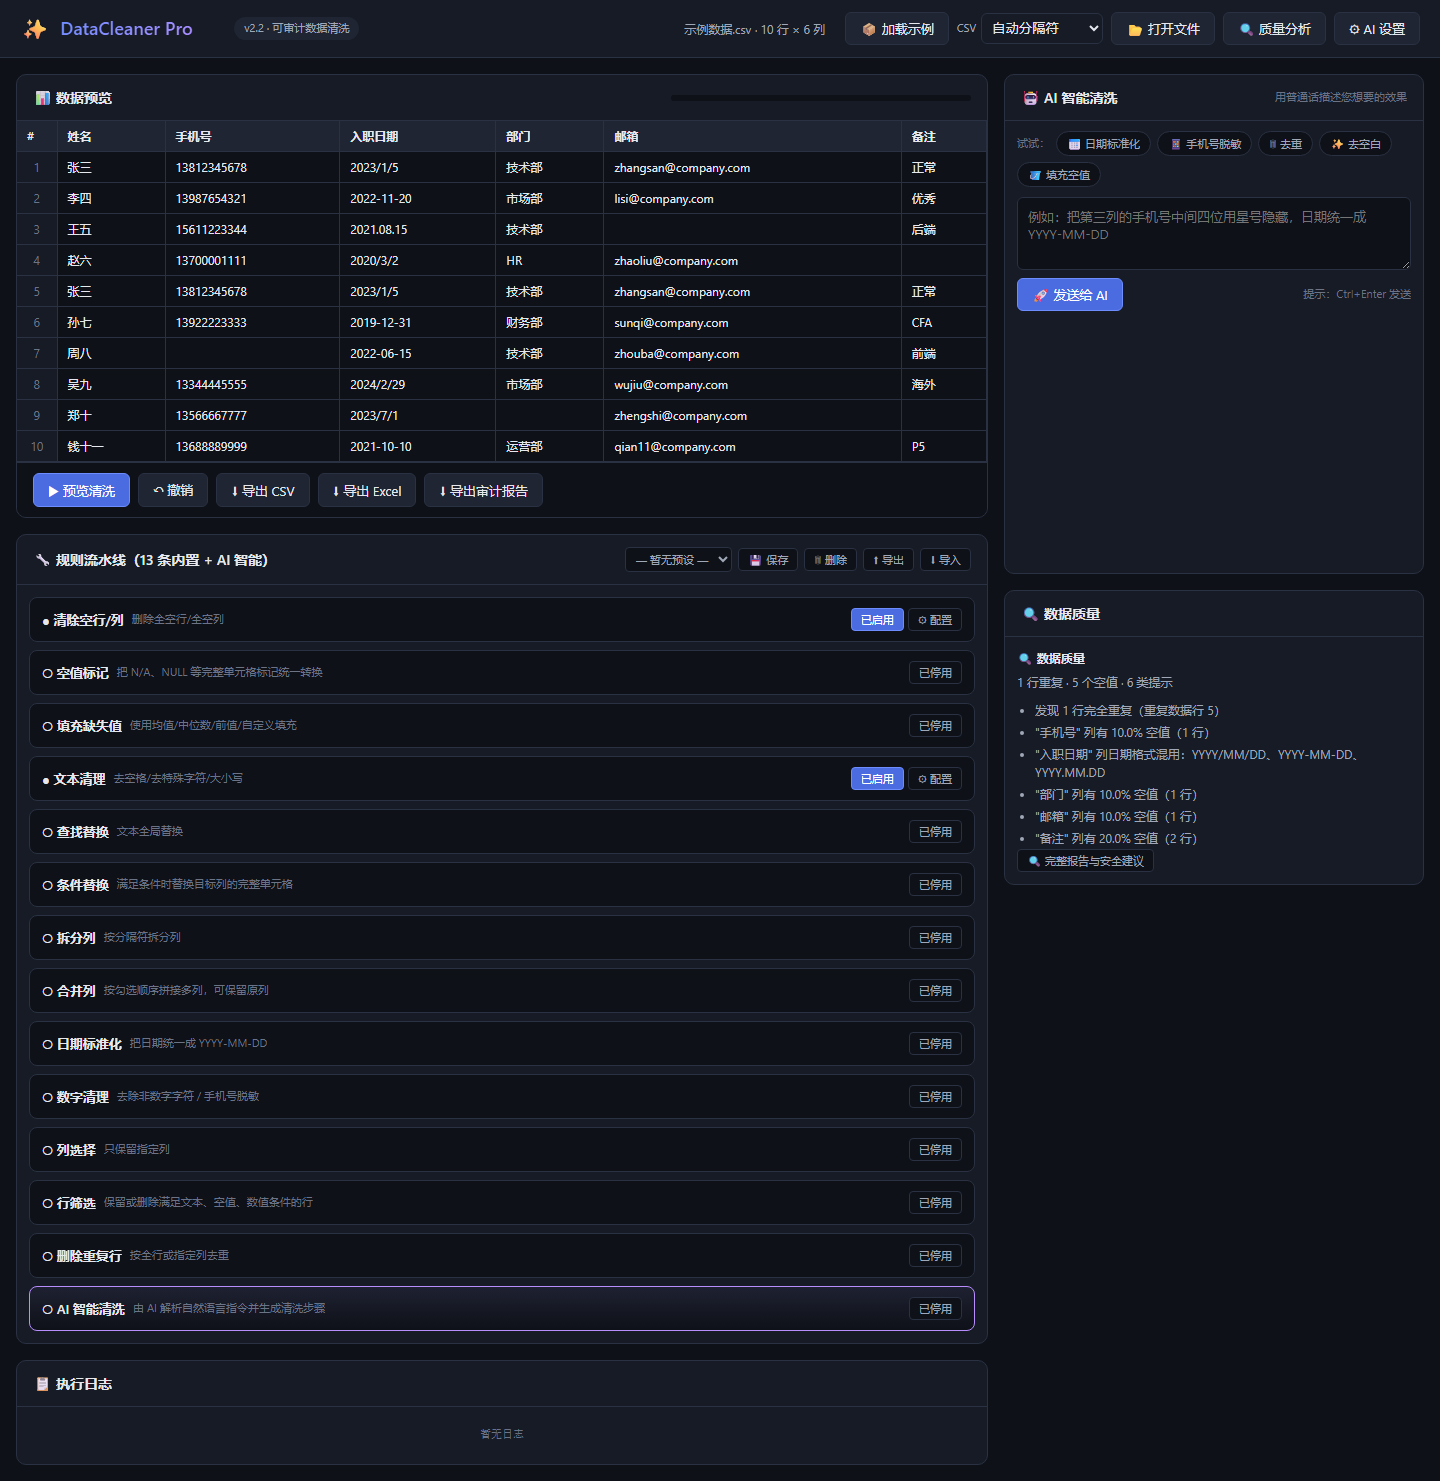 DataCleaner Pro
v2.2 · 可审计数据清洗
示例数据.csv · 10 行 × 6 列
加载示例
CSV
自动分隔符
打开文件
质量分析
AI 设置
数据预览
# 姓名 手机号 入职日期 部门 邮箱 备注
1 张三 13812345678 2023/1/5 技术部 zhangsan@company.com 正常
2 李四 13987654321 2022-11-20 市场部 lisi@company.com 优秀
3 王五 15611223344 2021.08.15 技术部 后端
4 赵六 13700001111 2020/3/2 HR zhaoliu@company.com
5 张三 13812345678 2023/1/5 技术部 zhangsan@company.com 正常
6 孙七 13922223333 2019-12-31 财务部 sunqi@company.com CFA
7 周八 2022-06-15 技术部 zhouba@company.com 前端
8 吴九 13344445555 2024/2/29 市场部 wujiu@company.com 海外
9 郑十 13566667777 2023/7/1 zhengshi@company.com
10 钱十一 13688889999 2021-10-10 运营部 qian11@company.com P5
▶ 预览清洗
↶ 撤销
⬇ 导出 CSV
⬇ 导出 Excel
⬇ 导出审计报告
规则流水线（13 条内置 + AI 智能）
— 暂无预设 —
保存
删除
⬆ 导出
⬇ 导入
● 清除空行/列 删除全空行/全空列 已启用 ⚙ 配置
○ 空值标记 把 N/A、NULL 等完整单元格标记统一转换 已停用
○ 填充缺失值 使用均值/中位数/前值/自定义填充 已停用
● 文本清理 去空格/去特殊字符/大小写 已启用 ⚙ 配置
○ 查找替换 文本全局替换 已停用
○ 条件替换 满足条件时替换目标列的完整单元格 已停用
○ 拆分列 按分隔符拆分列 已停用
○ 合并列 按勾选顺序拼接多列，可保留原列 已停用
○ 日期标准化 把日期统一成 YYYY-MM-DD 已停用
○ 数字清理 去除非数字字符 / 手机号脱敏 已停用
○ 列选择 只保留指定列 已停用
○ 行筛选 保留或删除满足文本、空值、数值条件的行 已停用
○ 删除重复行 按全行或指定列去重 已停用
○ AI 智能清洗 由 AI 解析自然语言指令并生成清洗步骤 已停用
执行日志
暂无日志
AI 智能清洗
用普通话描述您想要的效果
试试：
日期标准化
手机号脱敏
去重
去空白
填充空值
例如：把第三列的手机号中间四位用星号隐藏，日期统一成
YYYY-MM-DD
发送给 AI
提示：Ctrl+Enter 发送
数据质量
数据质量
1 行重复 · 5 个空值 · 6 类提示
• 发现 1 行完全重复（重复数据行 5）
• "手机号" 列有 10.0% 空值（1 行）
• "入职日期" 列日期格式混用：YYYY/MM/DD、YYYY-MM-DD、
YYYY.MM.DD
• "部门" 列有 10.0% 空值（1 行）
• "邮箱" 列有 10.0% 空值（1 行）
• "备注" 列有 20.0% 空值（2 行）
完整报告与安全建议